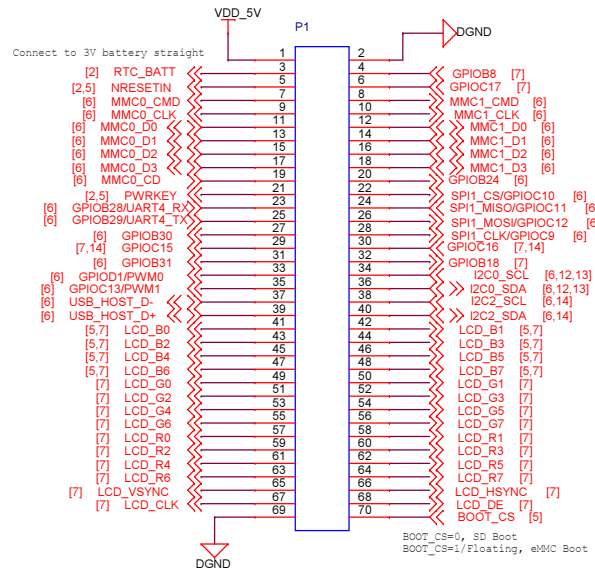 VDD_5V
P1
DGND
Connect to 3V battery straight
1 2
[2] RTC_BATT 3 4 GPIOB8 [7]
[2,5] NRESETIN 5 6 GPIOC17 [7]
[6] MMC0_CMD 7 8 MMC1_CMD [6]
[6] MMC0_CLK 9 10 MMC1_CLK [6]
[6] MMC0_D0 11 12 MMC1_D0 [6]
[6] MMC0_D1 13 14 MMC1_D1 [6]
[6] MMC0_D2 15 16 MMC1_D2 [6]
[6] MMC0_D3 17 18 MMC1_D3 [6]
[6] MMC0_CD 19 20 GPIOB24 [6]
[2,5] PWRKEY 21 22 SPI1_CS/GPIOC10 [6]
[6] GPIOB28/UART4_RX 23 24 SPI1_MISO/GPIOC11 [6]
[6] GPIOB29/UART4_TX 25 26 SPI1_MOSI/GPIOC12 [6]
[6] GPIOB30 27 28 SPI1_CLK/GPIOC9 [6]
[7,14] GPIOC15 29 30 GPIOC16 [7,14]
[6] GPIOB31 31 32 GPIOB18 [7]
[6] GPIOD1/PWM0 33 34 I2C0_SCL [6,12,13]
[6] GPIOC13/PWM1 35 36 I2C0_SDA [6,12,13]
[6] USB_HOST_D- 37 38 I2C2_SCL [6,14]
[6] USB_HOST_D+ 39 40 I2C2_SDA [6,14]
[5,7] LCD_B0 41 42 LCD_B1 [5,7]
[5,7] LCD_B2 43 44 LCD_B3 [5,7]
[5,7] LCD_B4 45 46 LCD_B5 [5,7]
[5,7] LCD_B6 47 48 LCD_B7 [5,7]
[7] LCD_G0 49 50 LCD_G1 [7]
[7] LCD_G2 51 52 LCD_G3 [7]
[7] LCD_G4 53 54 LCD_G5 [7]
[7] LCD_G6 55 56 LCD_G7 [7]
[7] LCD_R0 57 58 LCD_R1 [7]
[7] LCD_R2 59 60 LCD_R3 [7]
[7] LCD_R4 61 62 LCD_R5 [7]
[7] LCD_R6 63 64 LCD_R7 [7]
[7] LCD_VSYNC 65 66 LCD_HSYNC [7]
[7] LCD_CLK 67 68 LCD_DE [7]
69 70 BOOT_CS [5]
BOOT_CS=0, SD Boot
BOOT_CS=1/Floating, eMMC Boot
DGND